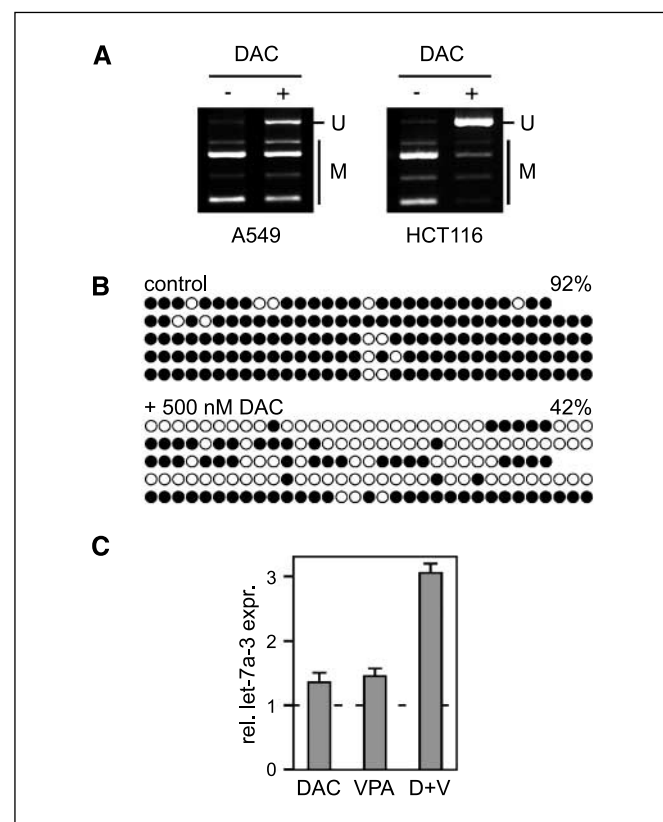 A
DAC DAC
- + - +
U U
M M
A549 HCT116
B
control 92%
+ 500 nM DAC 42%
C
rel. let-7a-3 expr.
3
2
1
0
DAC VPA D+V